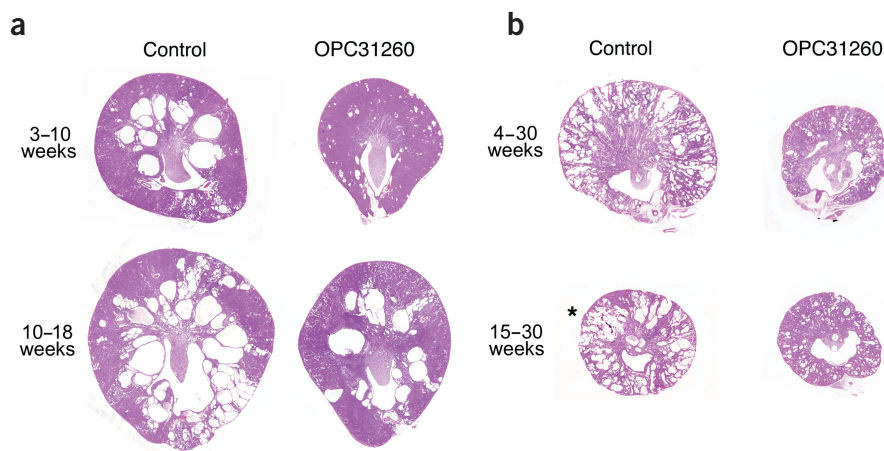 a
Control
OPC31260
3–10
weeks
10–18
weeks
b
Control
OPC31260
4–30
weeks
*
15–30
weeks